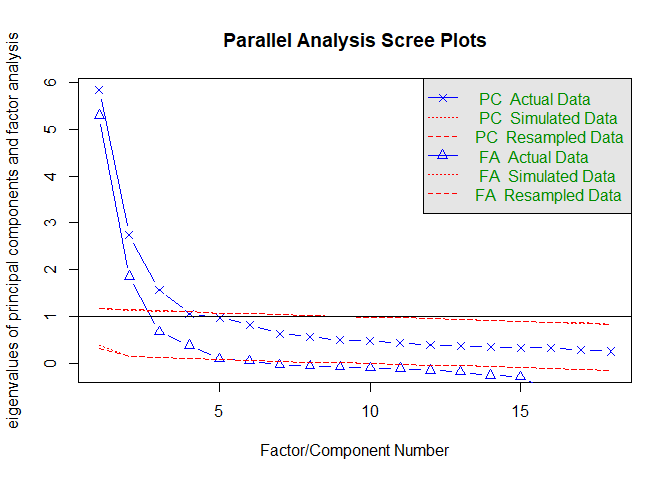 Parallel Analysis Scree Plots
eigenvalues of principal components and factor analysis
6
5
4
3
2
1
0
PC Actual Data
PC Simulated Data
PC Resampled Data
FA Actual Data
FA Simulated Data
FA Resampled Data
5 10 15
Factor/Component Number